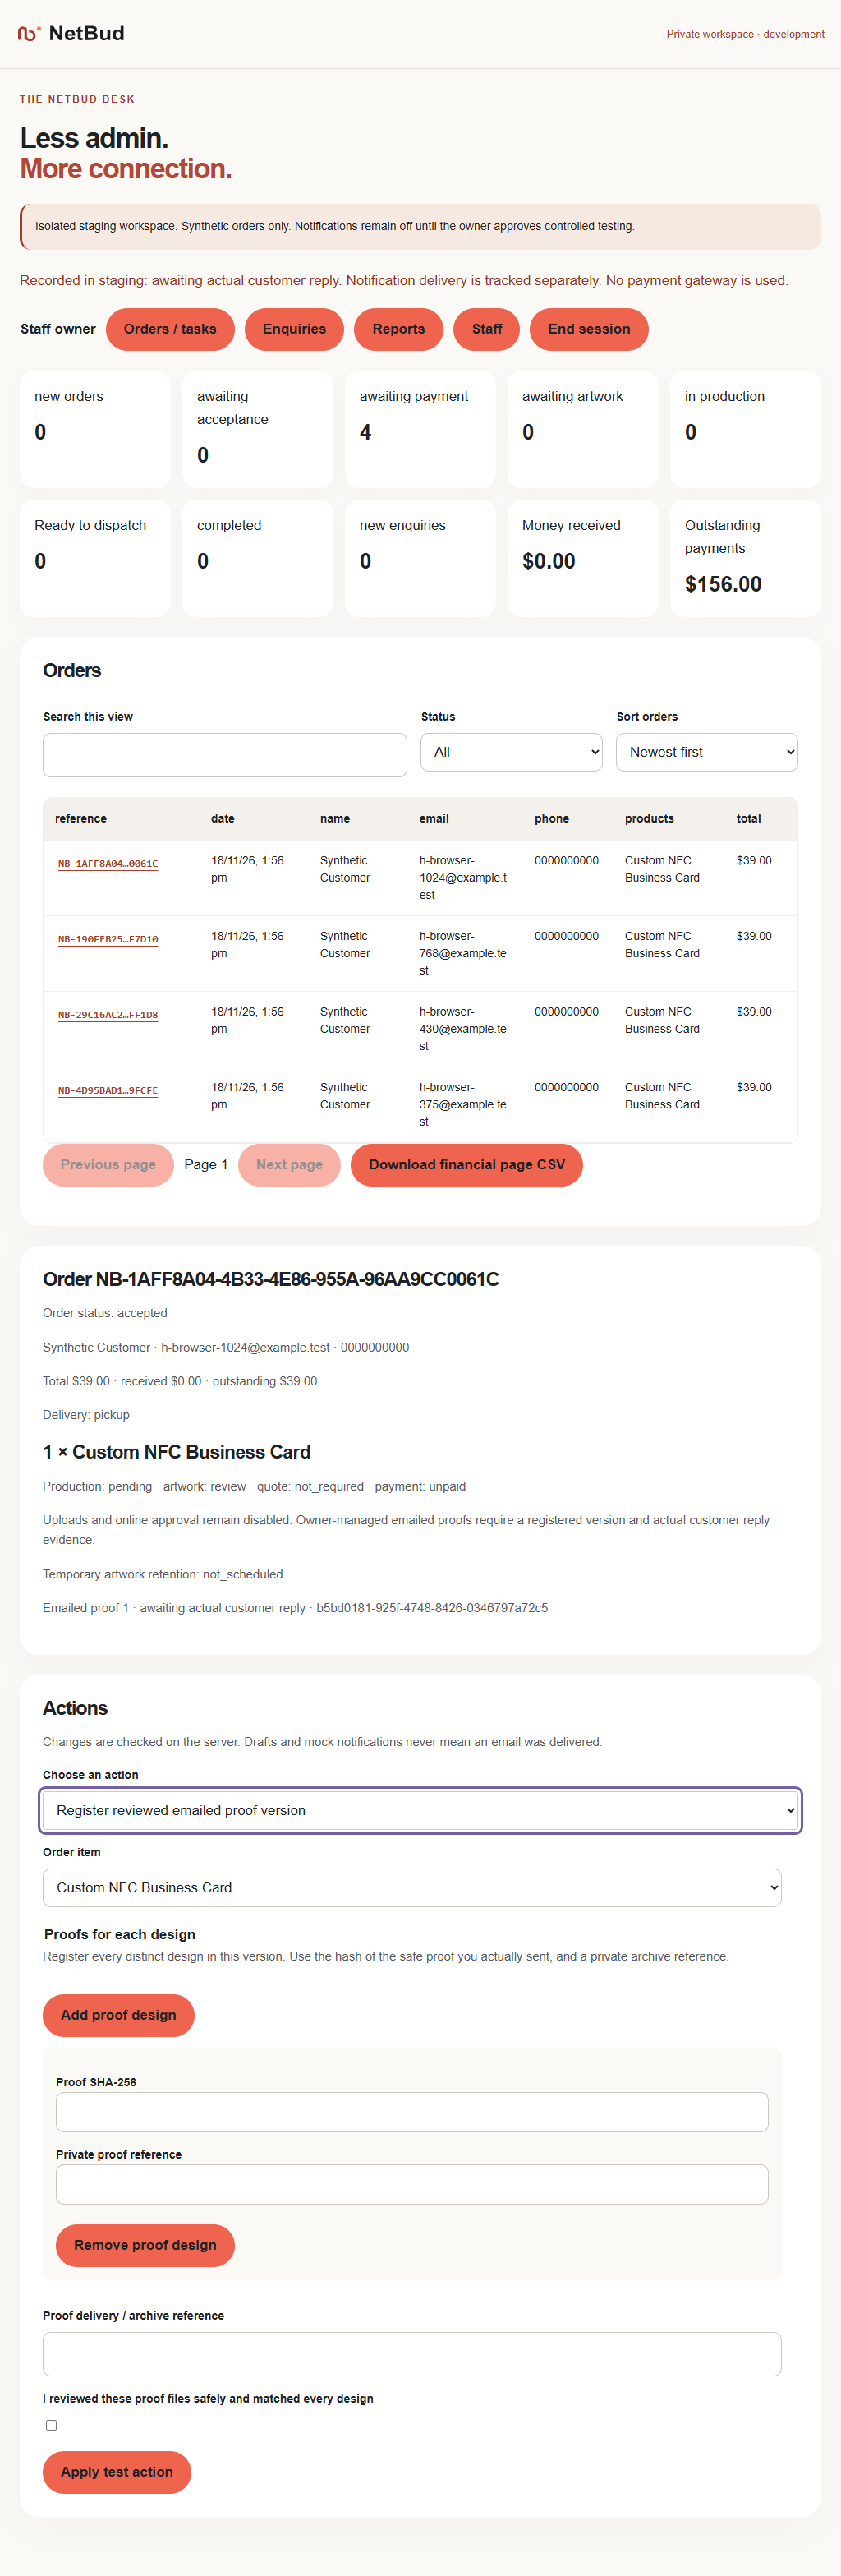 NetBud
Private workspace · development
THE NETBUD DESK
Less admin.
More connection.
Isolated staging workspace. Synthetic orders only. Notifications remain off until the owner approves controlled testing.
Recorded in staging: awaiting actual customer reply. Notification delivery is tracked separately. No payment gateway is used.
Staff owner Orders / tasks Enquiries Reports Staff End session
new orders
0
awaiting
acceptance
0
awaiting payment
4
awaiting artwork
0
in production
0
Ready to dispatch
0
completed
0
new enquiries
0
Money received
$0.00
Outstanding
payments
$156.00
Orders
Search this view Status Sort orders
All Newest first
reference date name email phone products total
NB-1AFF8A04…0061C 18/11/26, 1:56 pm Synthetic Customer h-browser-1024@example.test 0000000000 Custom NFC Business Card $39.00
NB-190FEB25…F7D10 18/11/26, 1:56 pm Synthetic Customer h-browser-768@example.test 0000000000 Custom NFC Business Card $39.00
NB-29C16AC2…FF1D8 18/11/26, 1:56 pm Synthetic Customer h-browser-430@example.test 0000000000 Custom NFC Business Card $39.00
NB-4D95BAD1…9FCFE 18/11/26, 1:56 pm Synthetic Customer h-browser-375@example.test 0000000000 Custom NFC Business Card $39.00
Previous page Page 1 Next page Download financial page CSV
Order NB-1AFF8A04-4B33-4E86-955A-96AA9CC0061C
Order status: accepted
Synthetic Customer · h-browser-1024@example.test · 0000000000
Total $39.00 · received $0.00 · outstanding $39.00
Delivery: pickup
1 × Custom NFC Business Card
Production: pending · artwork: review · quote: not_required · payment: unpaid
Uploads and online approval remain disabled. Owner-managed emailed proofs require a registered version and actual customer reply
evidence.
Temporary artwork retention: not_scheduled
Emailed proof 1 · awaiting actual customer reply · b5bd0181-925f-4748-8426-0346797a72c5
Actions
Changes are checked on the server. Drafts and mock notifications never mean an email was delivered.
Choose an action
Register reviewed emailed proof version
Order item
Custom NFC Business Card
Proofs for each design
Register every distinct design in this version. Use the hash of the safe proof you actually sent, and a private archive reference.
Add proof design
Proof SHA-256
Private proof reference
Remove proof design
Proof delivery / archive reference
I reviewed these proof files safely and matched every design
Apply test action